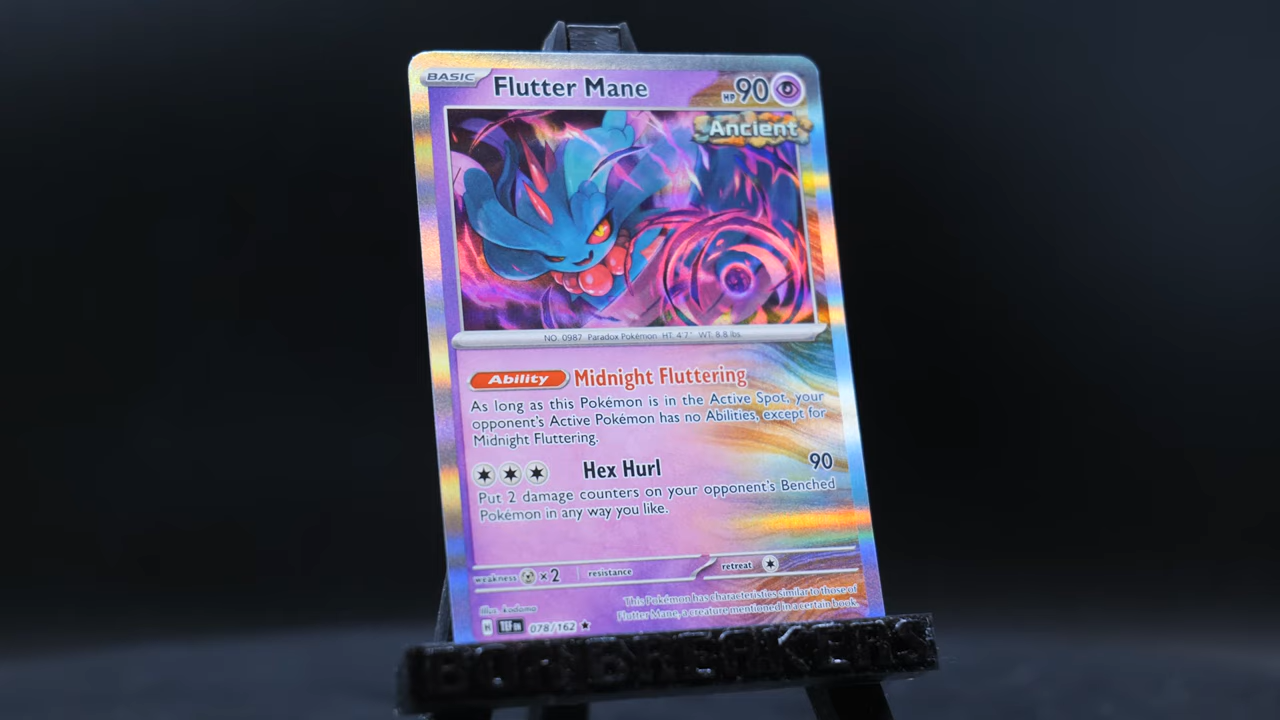 BASIC Flutter Mane HP 90
Ancient
NO. 0987 Paradox Pokémon HT. 4'7" WT. 8.8 lbs.
Ability Midnight Fluttering
As long as this Pokémon is in the Active Spot, your
opponent's Active Pokémon has no Abilities, except for
Midnight Fluttering.
Hex Hurl 90
Put 2 damage counters on your opponent's Benched
Pokémon in any way you like.
weakness ×2 resistance retreat
This Pokémon has characteristics similar to those of
Flutter Mane, a creature mentioned in a certain book.
Illus. kodama
H TEF EN 078/162 ★